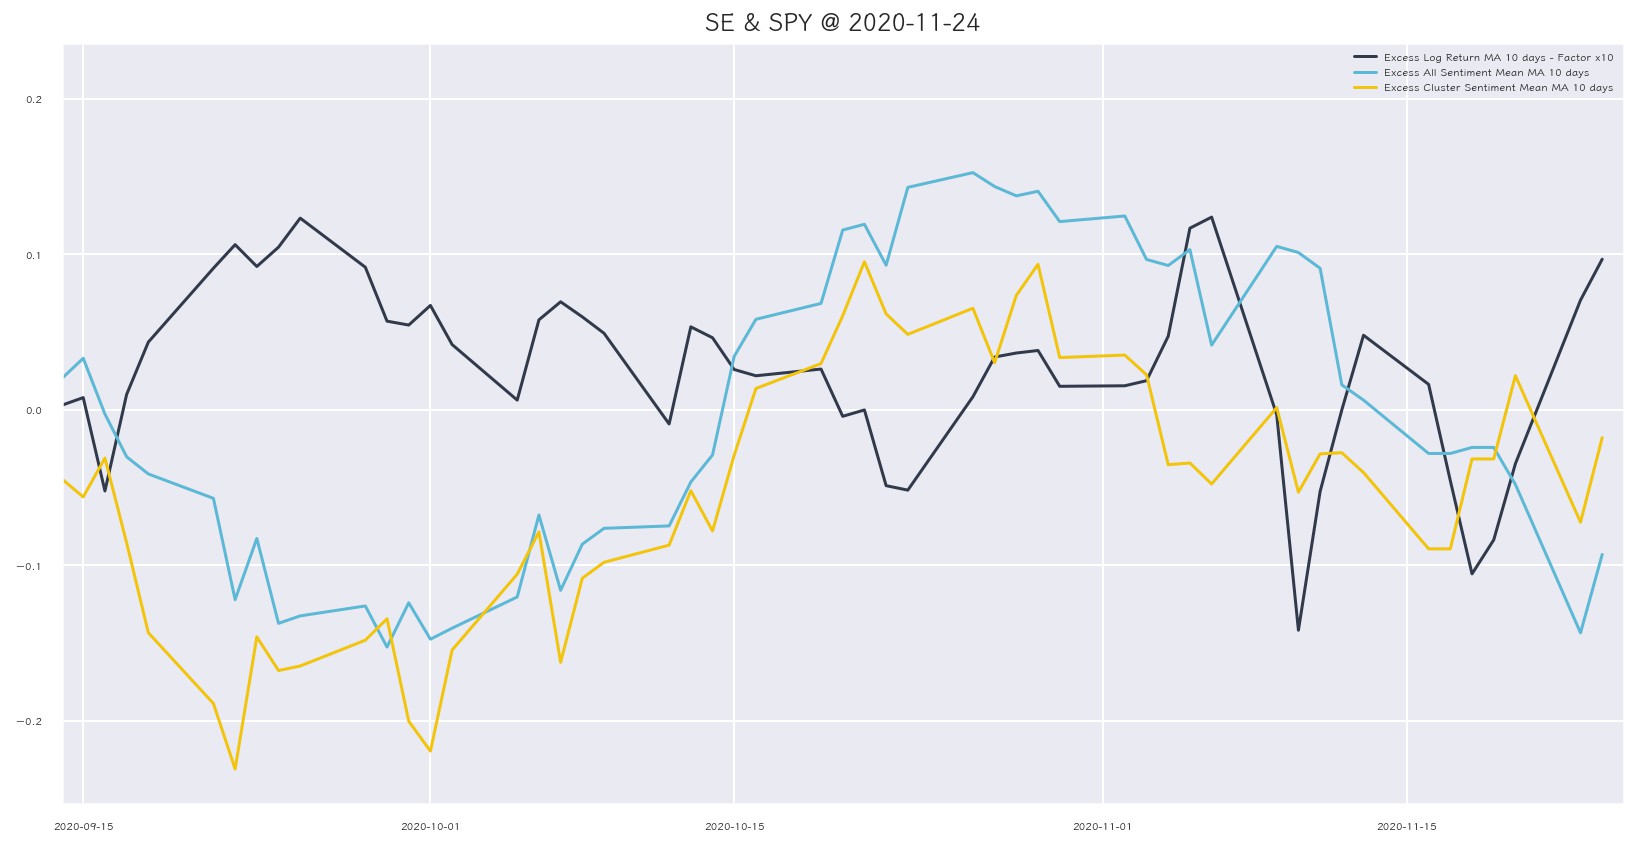 SE & SPY @ 2020-11-24
Excess Log Return MA 10 days - Factor x10
Excess All Sentiment Mean MA 10 days
Excess Cluster Sentiment Mean MA 10 days
0.2
0.1
0.0
−0.1
−0.2
2020-09-15 2020-10-01 2020-10-15 2020-11-01 2020-11-15